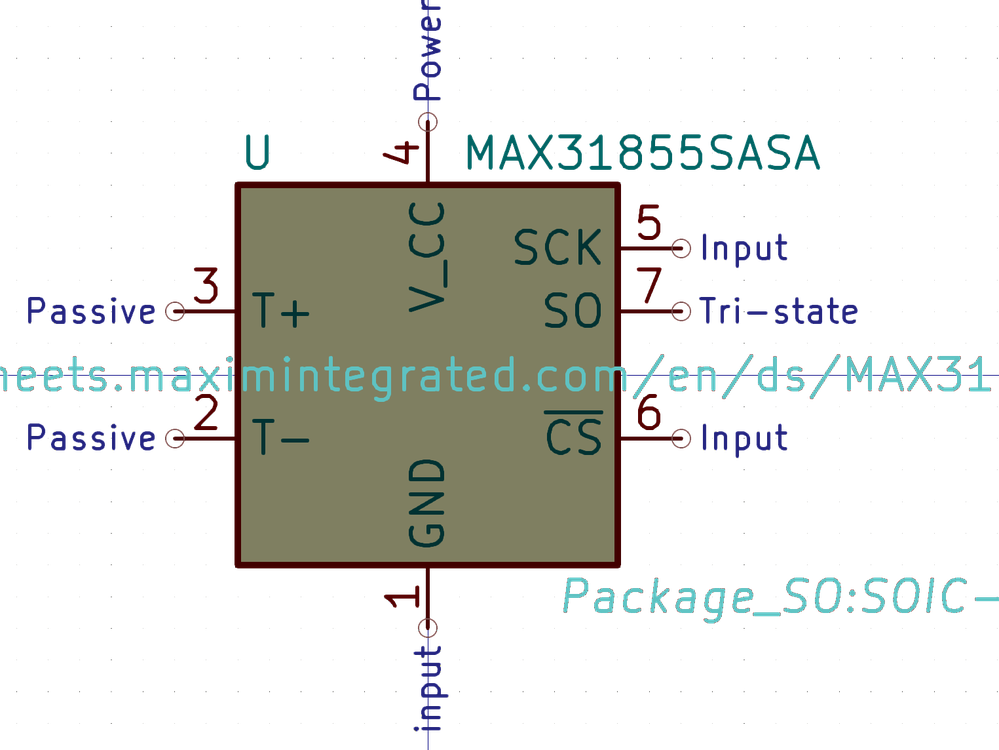 Power
4
U
MAX31855SASA
V_CC
SCK
5
Input
3
7
Passive
T+
SO
Tri-state
heets.maximintegrated.com/en/ds/MAX31
2
6
Passive
T-
CS
Input
GND
1
Package_SO:SOIC-
input